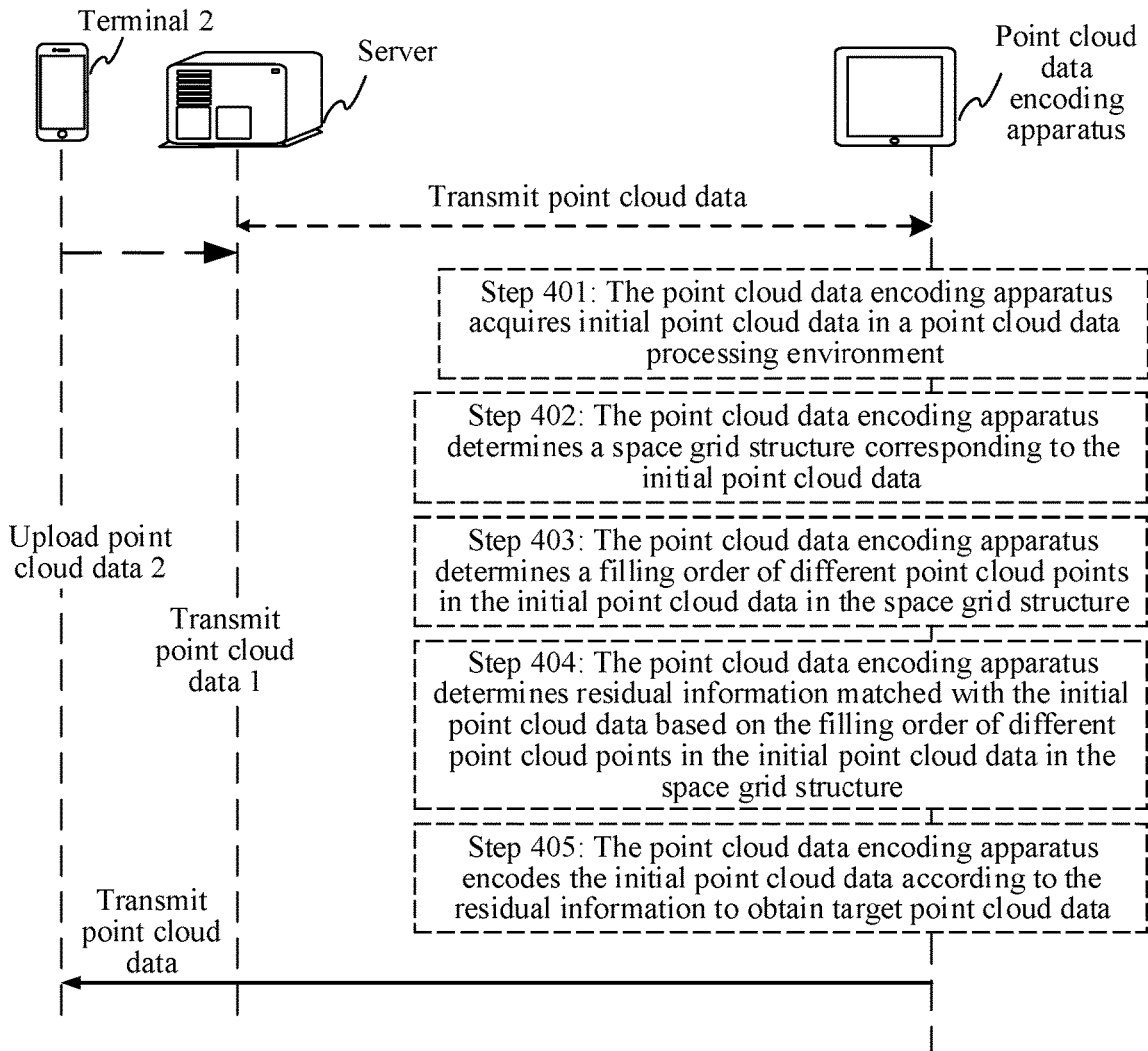 Terminal 2
Server
Point cloud
data
encoding
apparatus
Transmit point cloud data
Step 401: The point cloud data encoding apparatus
acquires initial point cloud data in a point cloud data
processing environment
Step 402: The point cloud data encoding apparatus
determines a space grid structure corresponding to the
initial point cloud data
Step 403: The point cloud data encoding apparatus
determines a filling order of different point cloud points
in the initial point cloud data in the space grid structure
Upload point
cloud data 2
Transmit
point cloud
data 1
Step 404: The point cloud data encoding apparatus
determines residual information matched with the initial
point cloud data based on the filling order of different
point cloud points in the initial point cloud data in the
space grid structure
Step 405: The point cloud data encoding apparatus
encodes the initial point cloud data according to the
residual information to obtain target point cloud data
Transmit
point cloud
data